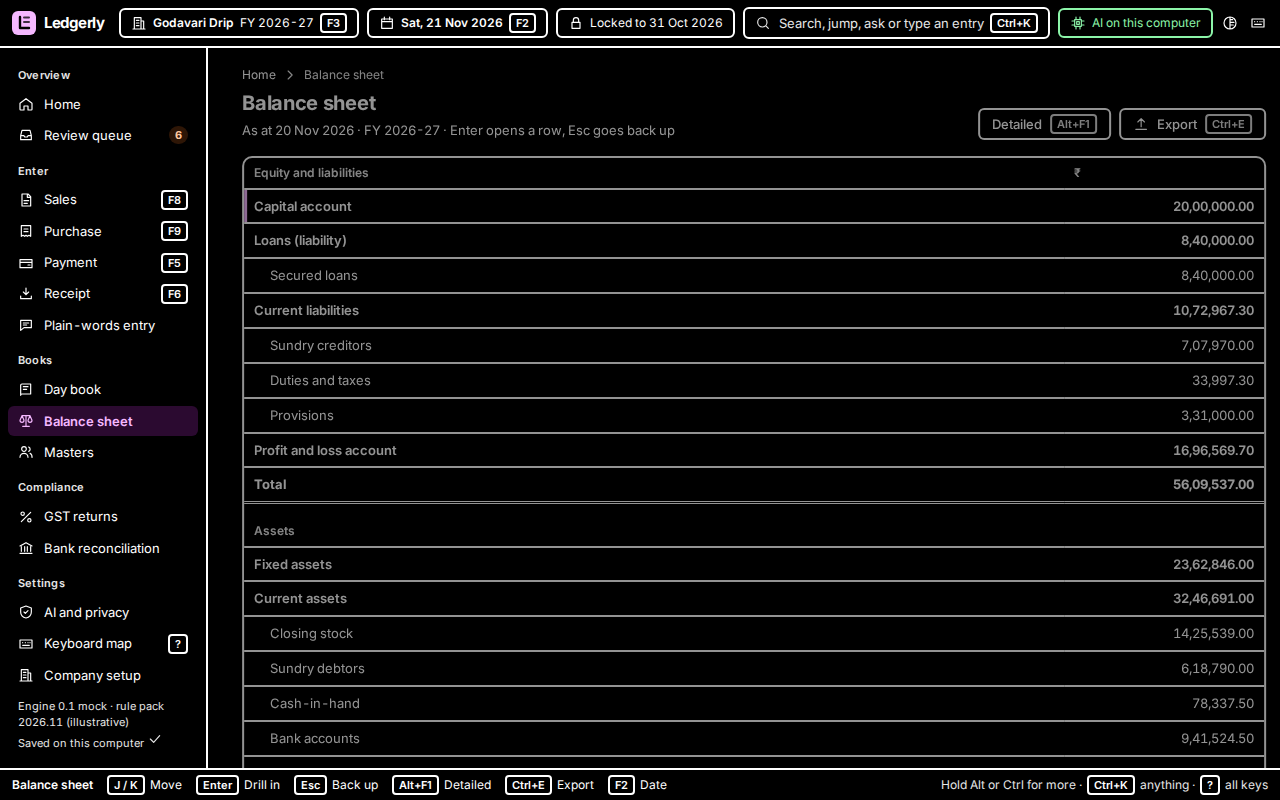 Ledgerly
Godavari Drip FY 2026-27 F3
Sat, 21 Nov 2026 F2
Locked to 31 Oct 2026
Search, jump, ask or type an entry Ctrl+K
AI on this computer
Overview
Home
Review queue 6
Enter
Sales F8
Purchase F9
Payment F5
Receipt F6
Plain-words entry
Books
Day book
Balance sheet
Masters
Compliance
GST returns
Bank reconciliation
Settings
AI and privacy
Keyboard map ?
Company setup
Engine 0.1 mock · rule pack
2026.11 (illustrative)
Saved on this computer
Home Balance sheet
Balance sheet
As at 20 Nov 2026 · FY 2026-27 · Enter opens a row, Esc goes back up
Detailed Alt+F1
Export Ctrl+E
Equity and liabilities ₹
Capital account 20,00,000.00
Loans (liability) 8,40,000.00
Secured loans 8,40,000.00
Current liabilities 10,72,967.30
Sundry creditors 7,07,970.00
Duties and taxes 33,997.30
Provisions 3,31,000.00
Profit and loss account 16,96,569.70
Total 56,09,537.00
Assets
Fixed assets 23,62,846.00
Current assets 32,46,691.00
Closing stock 14,25,539.00
Sundry debtors 6,18,790.00
Cash-in-hand 78,337.50
Bank accounts 9,41,524.50
Balance sheet J / K Move Enter Drill in Esc Back up Alt+F1 Detailed Ctrl+E Export F2 Date Hold Alt or Ctrl for more · Ctrl+K anything · ? all keys